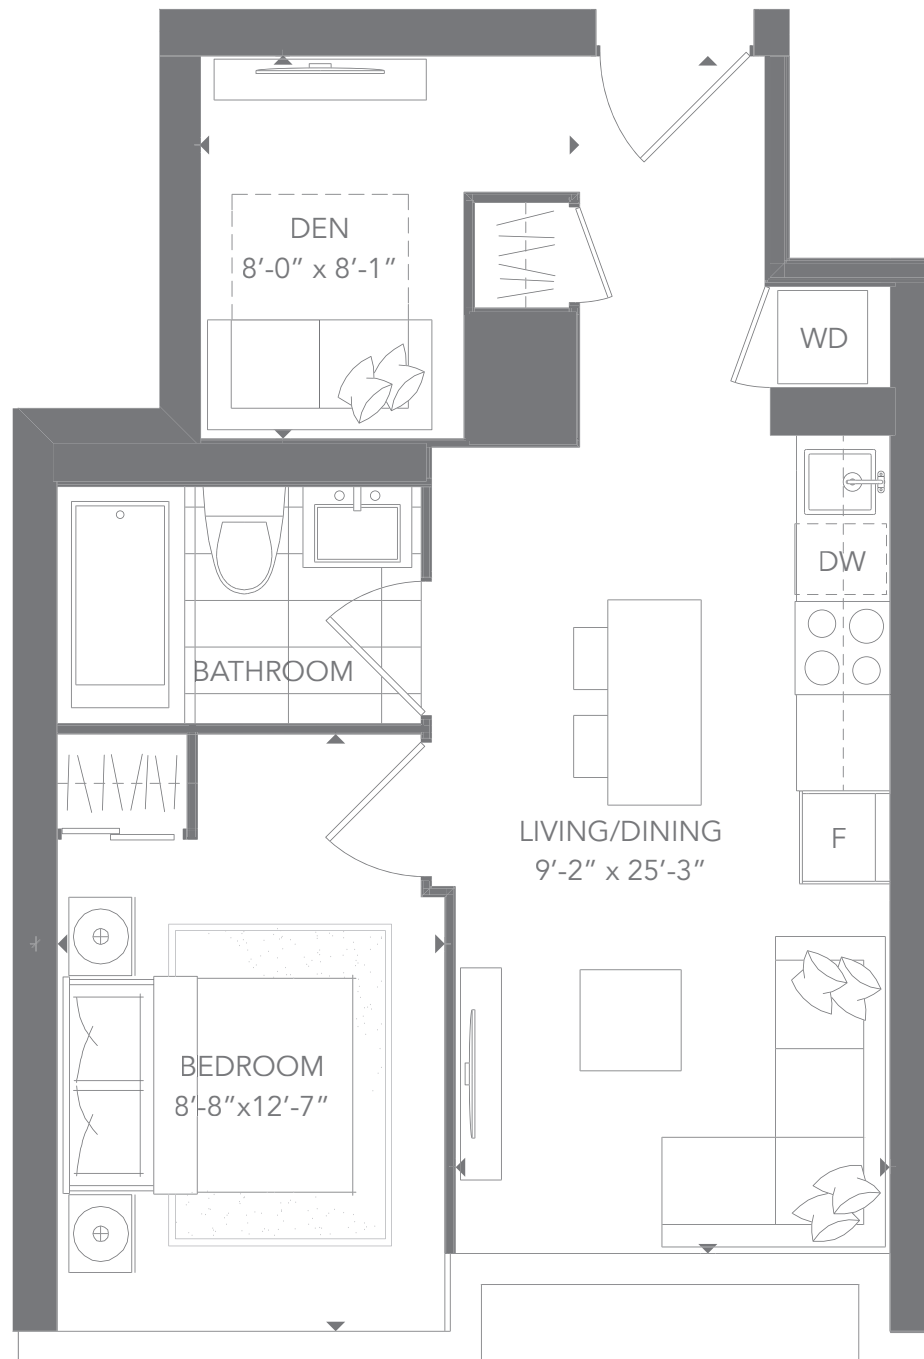 DEN
8’-0” x 8’-1”
WD
DW
BATHROOM
LIVING/DINING
9’-2” x 25’-3”
F
BEDROOM
8’-8”x12’-7”